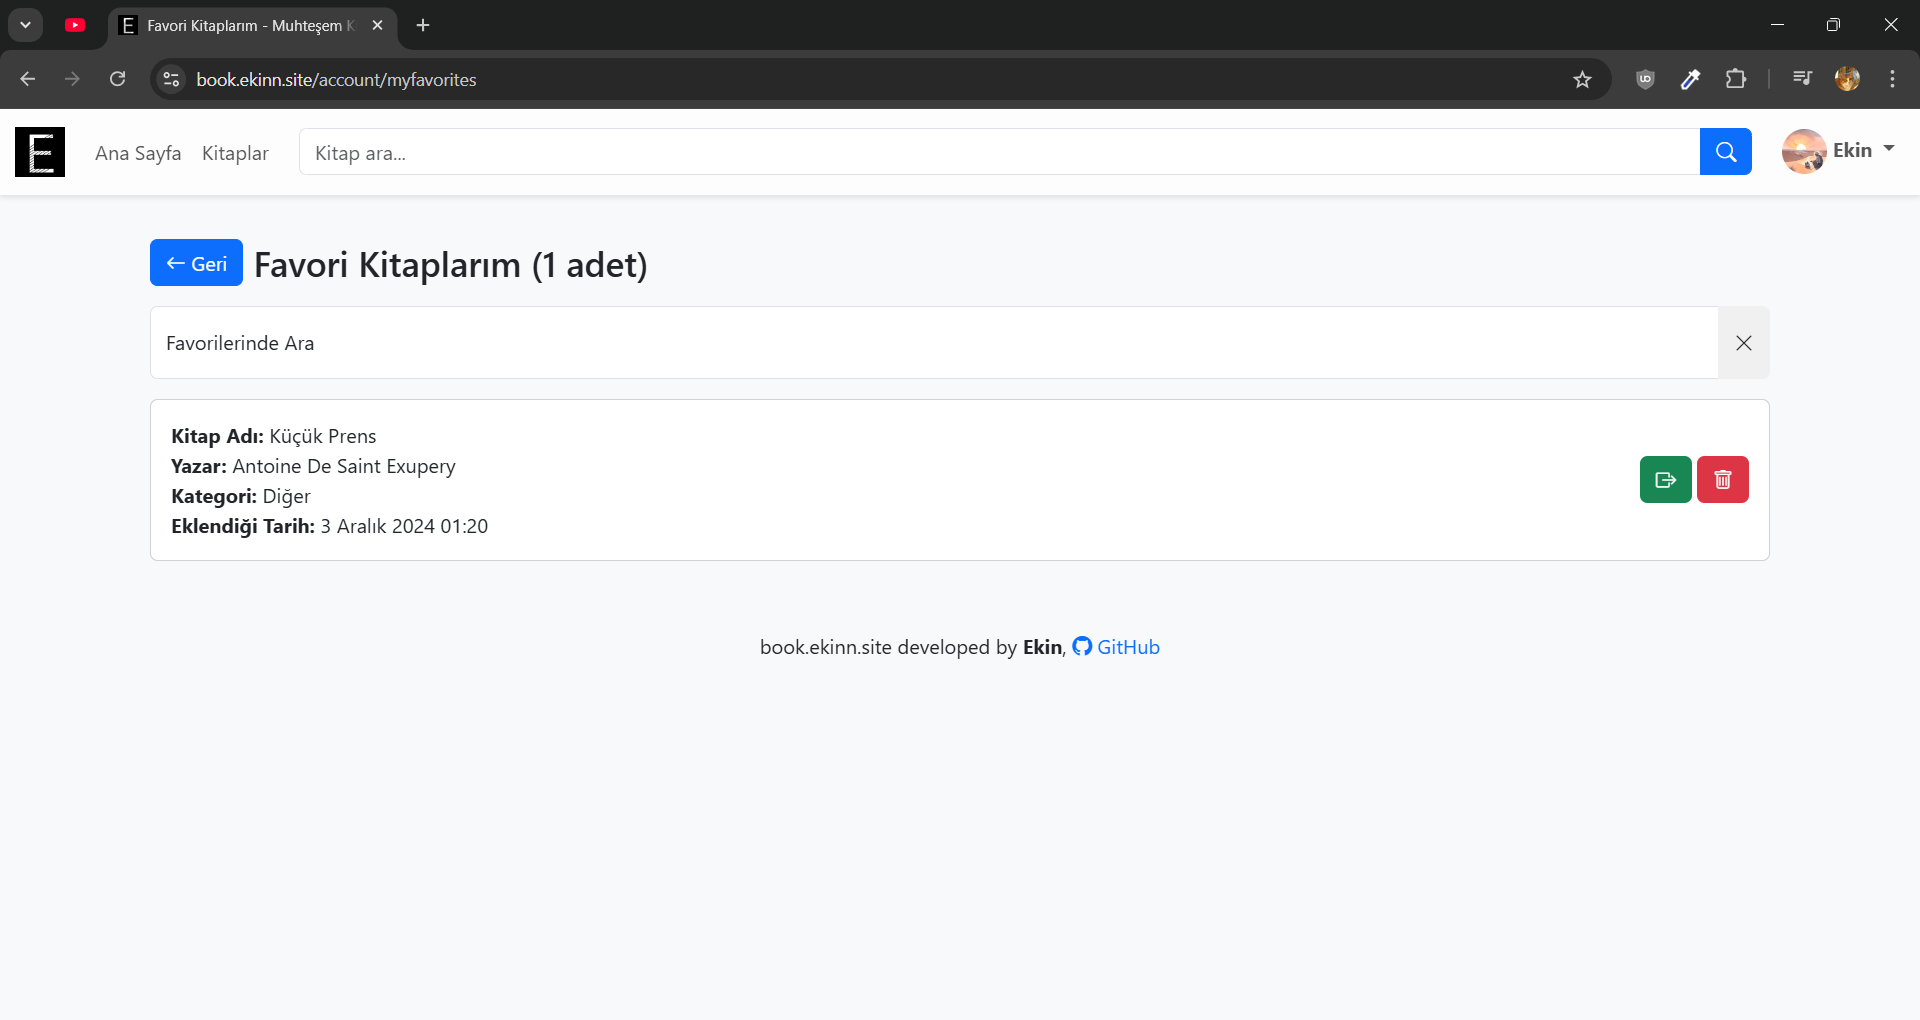 Favori Kitaplarım - Muhteşem K
book.ekinn.site/account/myfavorites
E
Ana Sayfa
Kitaplar
Kitap ara...
Ekin
← Geri
Favori Kitaplarım (1 adet)
Favorilerinde Ara
Kitap Adı: Küçük Prens
Yazar: Antoine De Saint Exupery
Kategori: Diğer
Eklendiği Tarih: 3 Aralık 2024 01:20
book.ekinn.site developed by Ekin, GitHub